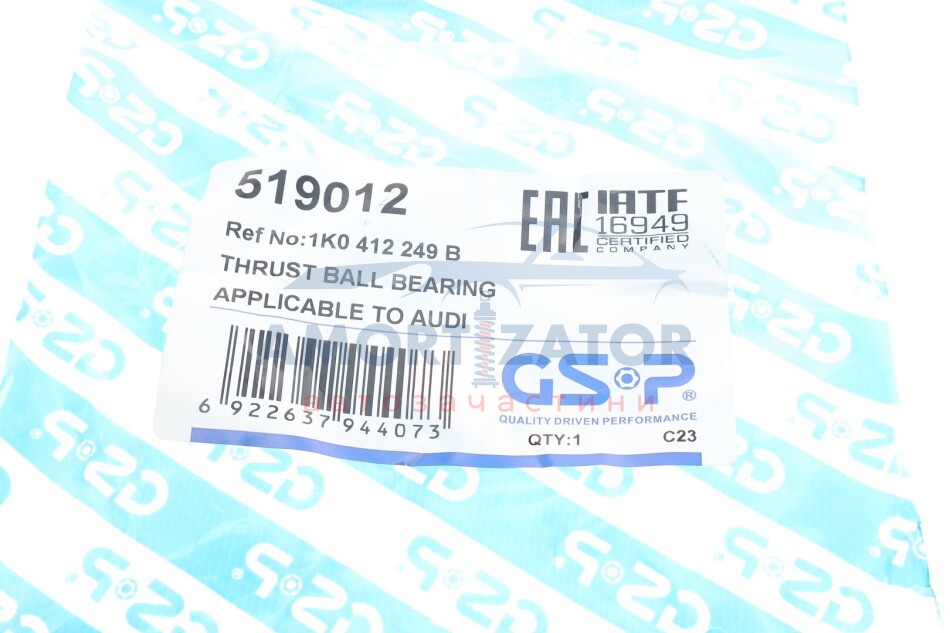 519012
Ref No:1K0 412 249 B
THRUST BALL BEARING
APPLICABLE TO AUDI
6 922637 944073
EAC
IATF
16949
CERTIFIED
COMPANY
AMORTIZATOR
автозачастини
GSP ®
QUALITY DRIVEN PERFORMANCE
QTY:1 C23